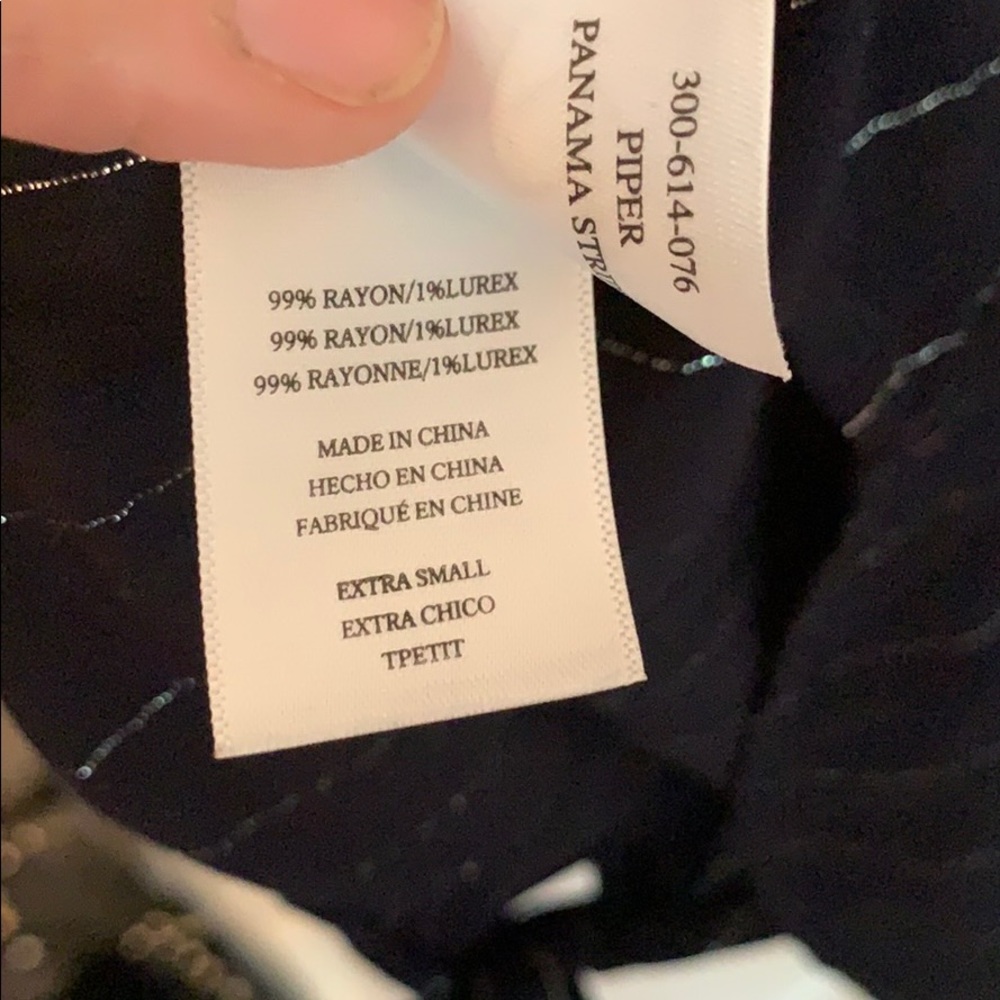 300-614-076
PIPER
PANAMA
99% RAYON/1%LUREX
99% RAYON/1%LUREX
99% RAYONNE/1%LUREX
MADE IN CHINA
HECHO EN CHINA
FABRIQUÉ EN CHINE
EXTRA SMALL
EXTRA CHICO
TPETIT